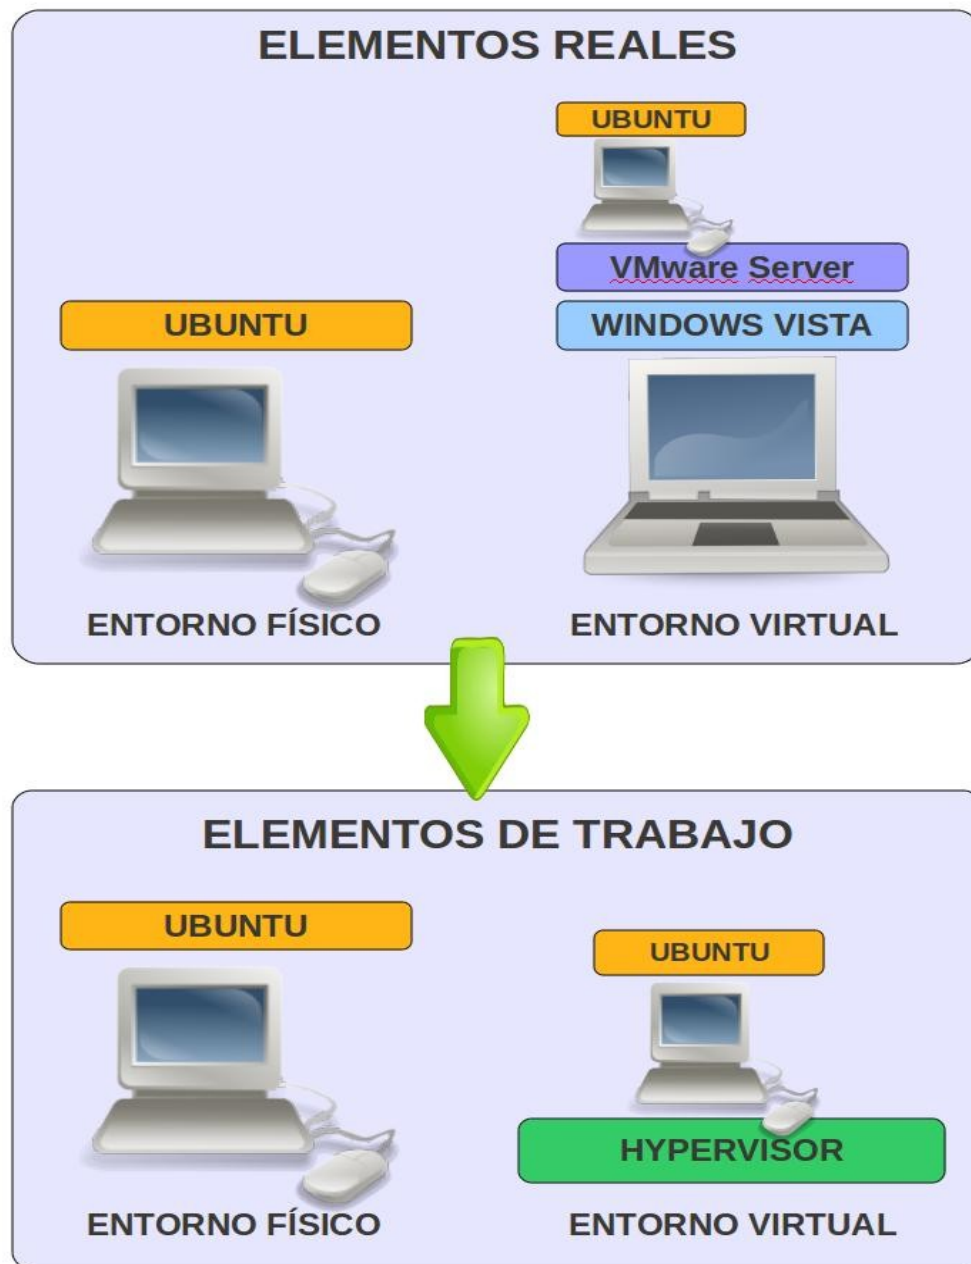 ELEMENTOS REALES
UBUNTU
VMware Server
UBUNTU
WINDOWS VISTA
ENTORNO FÍSICO
ENTORNO VIRTUAL
ELEMENTOS DE TRABAJO
UBUNTU
UBUNTU
HYPERVISOR
ENTORNO FÍSICO
ENTORNO VIRTUAL